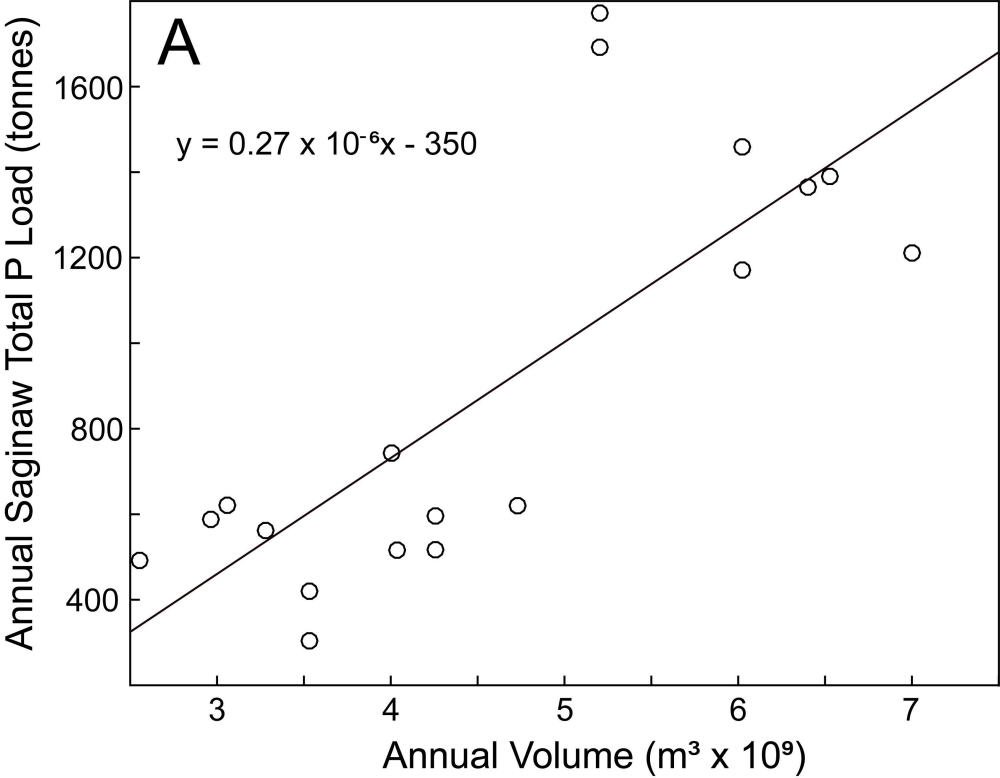 A
y = 0.27 x 10⁻⁶x - 350
Annual Saginaw Total P Load (tonnes)
1600
1200
800
400
3 4 5 6 7
Annual Volume (m³ x 10⁹)